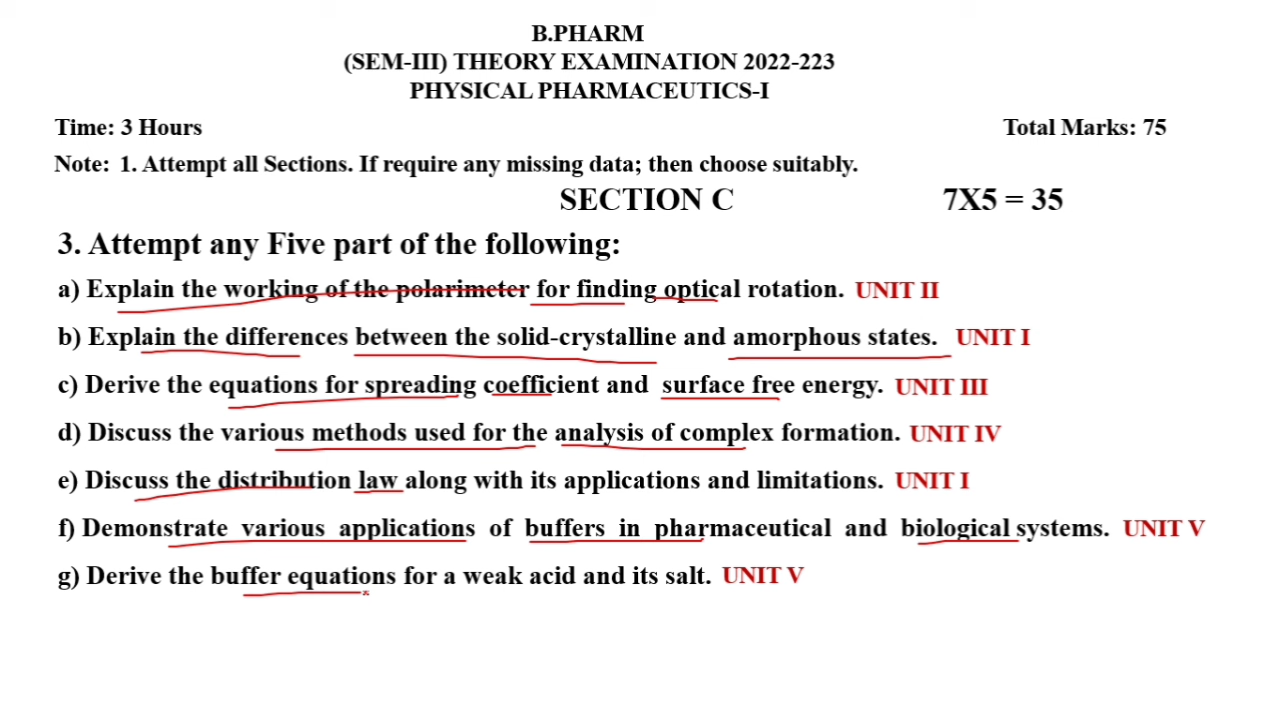 B.PHARM
(SEM-III) THEORY EXAMINATION 2022-223
PHYSICAL PHARMACEUTICS-I
Time: 3 Hours Total Marks: 75
Note: 1. Attempt all Sections. If require any missing data; then choose suitably.
SECTION C 7X5 = 35
3. Attempt any Five part of the following:
a) Explain the working of the polarimeter for finding optical rotation. UNIT II
b) Explain the differences between the solid-crystalline and amorphous states. UNIT I
c) Derive the equations for spreading coefficient and surface free energy. UNIT III
d) Discuss the various methods used for the analysis of complex formation. UNIT IV
e) Discuss the distribution law along with its applications and limitations. UNIT I
f) Demonstrate various applications of buffers in pharmaceutical and biological systems. UNIT V
g) Derive the buffer equations for a weak acid and its salt. UNIT V